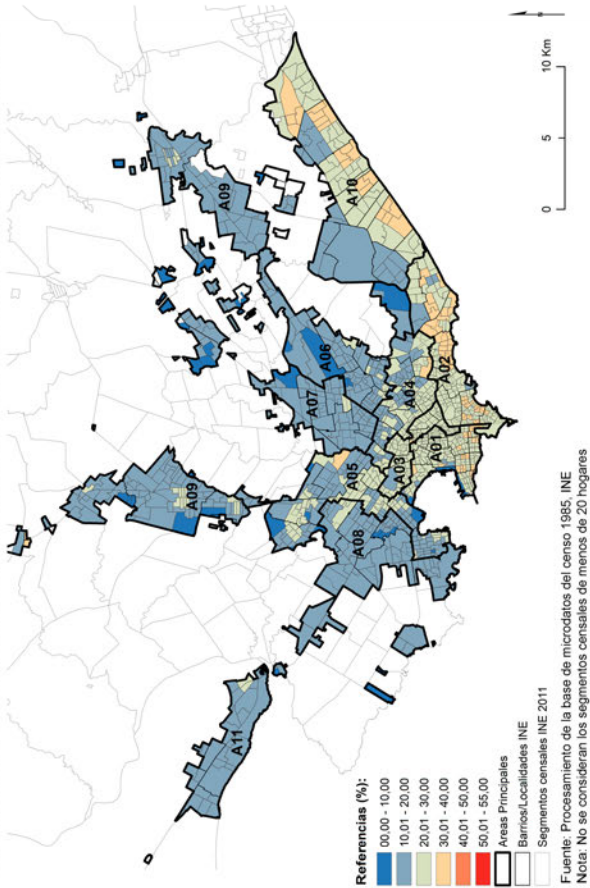 A11
A09
A08
A05
A03
A01
A07
A06
A04
A02
A09
A10
0 5 10 Km
N
Referencias (%):
00,00 - 10,00
10,01 - 20,00
20,01 - 30,00
30,01 - 40,00
40,01 - 50,00
50,01 - 55,00
Areas Principales
Barrios/Localidades INE
Segmentos censales INE 2011
Fuente: Procesamiento de la base de microdatos del censo 1985, INE
Nota: No se consideran los segmentos censales de menos de 20 hogares